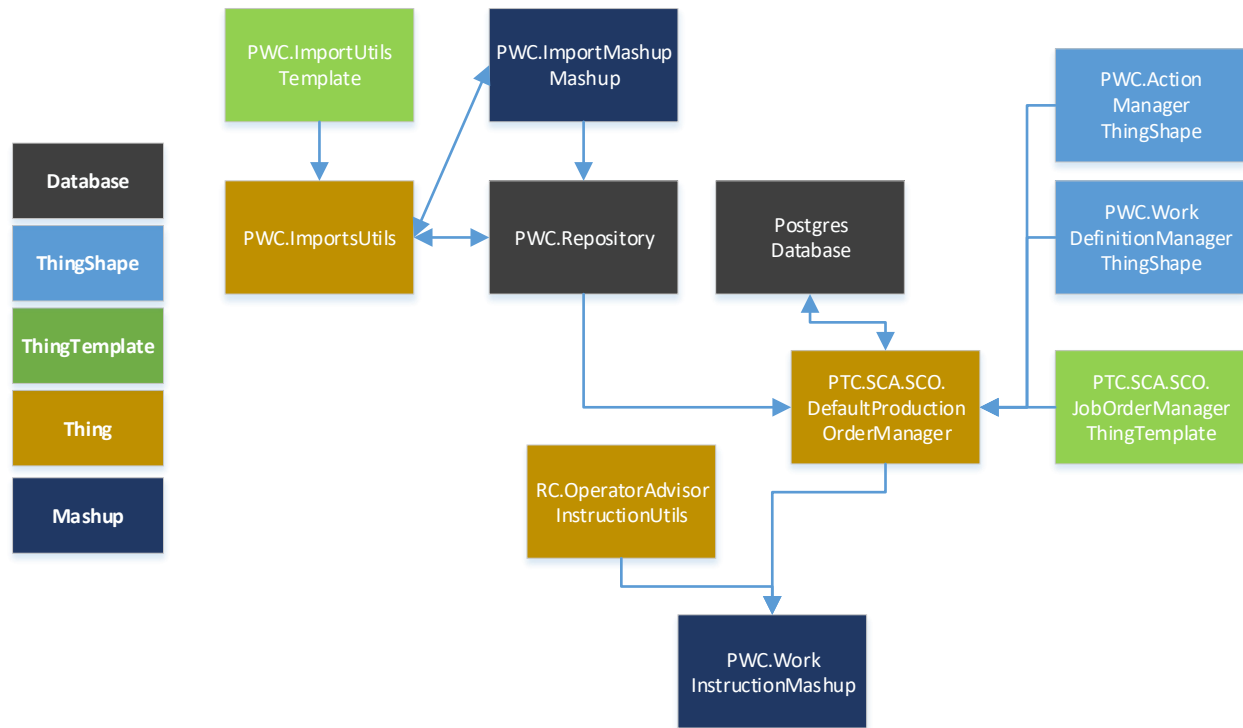 PWC.ImportUtils
Template
PWC.ImportMashup
Mashup
PWC.Action
Manager
ThingShape
Database
ThingShape
ThingTemplate
Thing
Mashup
PWC.ImportsUtils
PWC.Repository
Postgres
Database
PWC.Work
DefinitionManager
ThingShape
PTC.SCA.SCO.
DefaultProduction
OrderManager
PTC.SCA.SCO.
JobOrderManager
ThingTemplate
RC.OperatorAdvisor
InstructionUtils
PWC.Work
InstructionMashup